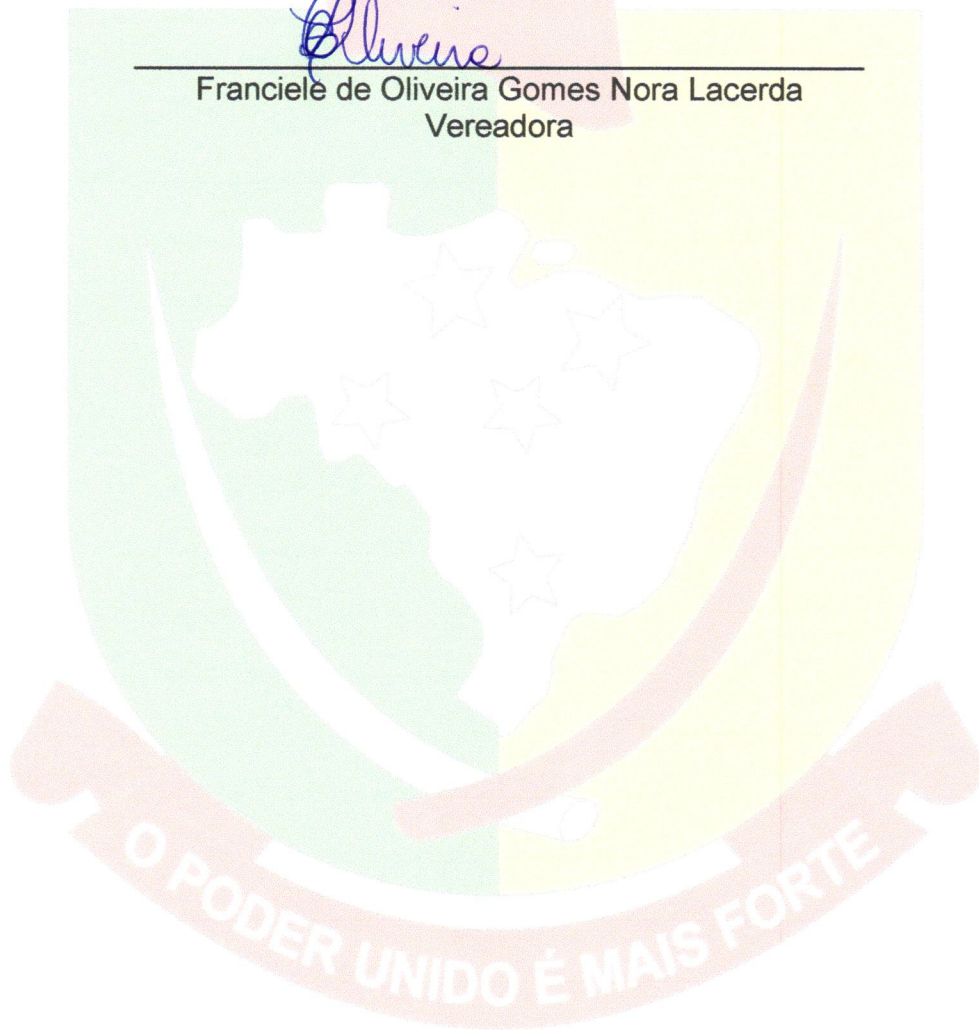 Oliveira
Franciele de Oliveira Gomes Nora Lacerda
Vereadora
O PODER UNIDO É MAIS FORTE